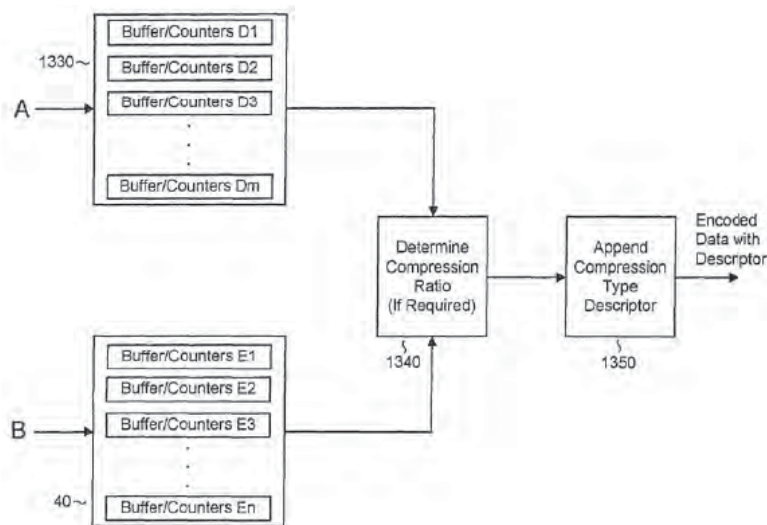 Buffer/Counters D1
1330
Buffer/Counters D2
A
Buffer/Counters D3
Buffer/Counters Dm
Determine
Compression
Ratio
(If Required)
1340
Append
Compression
Type
Descriptor
1350
Encoded
Data with
Descriptor
Buffer/Counters E1
Buffer/Counters E2
B
Buffer/Counters E3
40
Buffer/Counters En